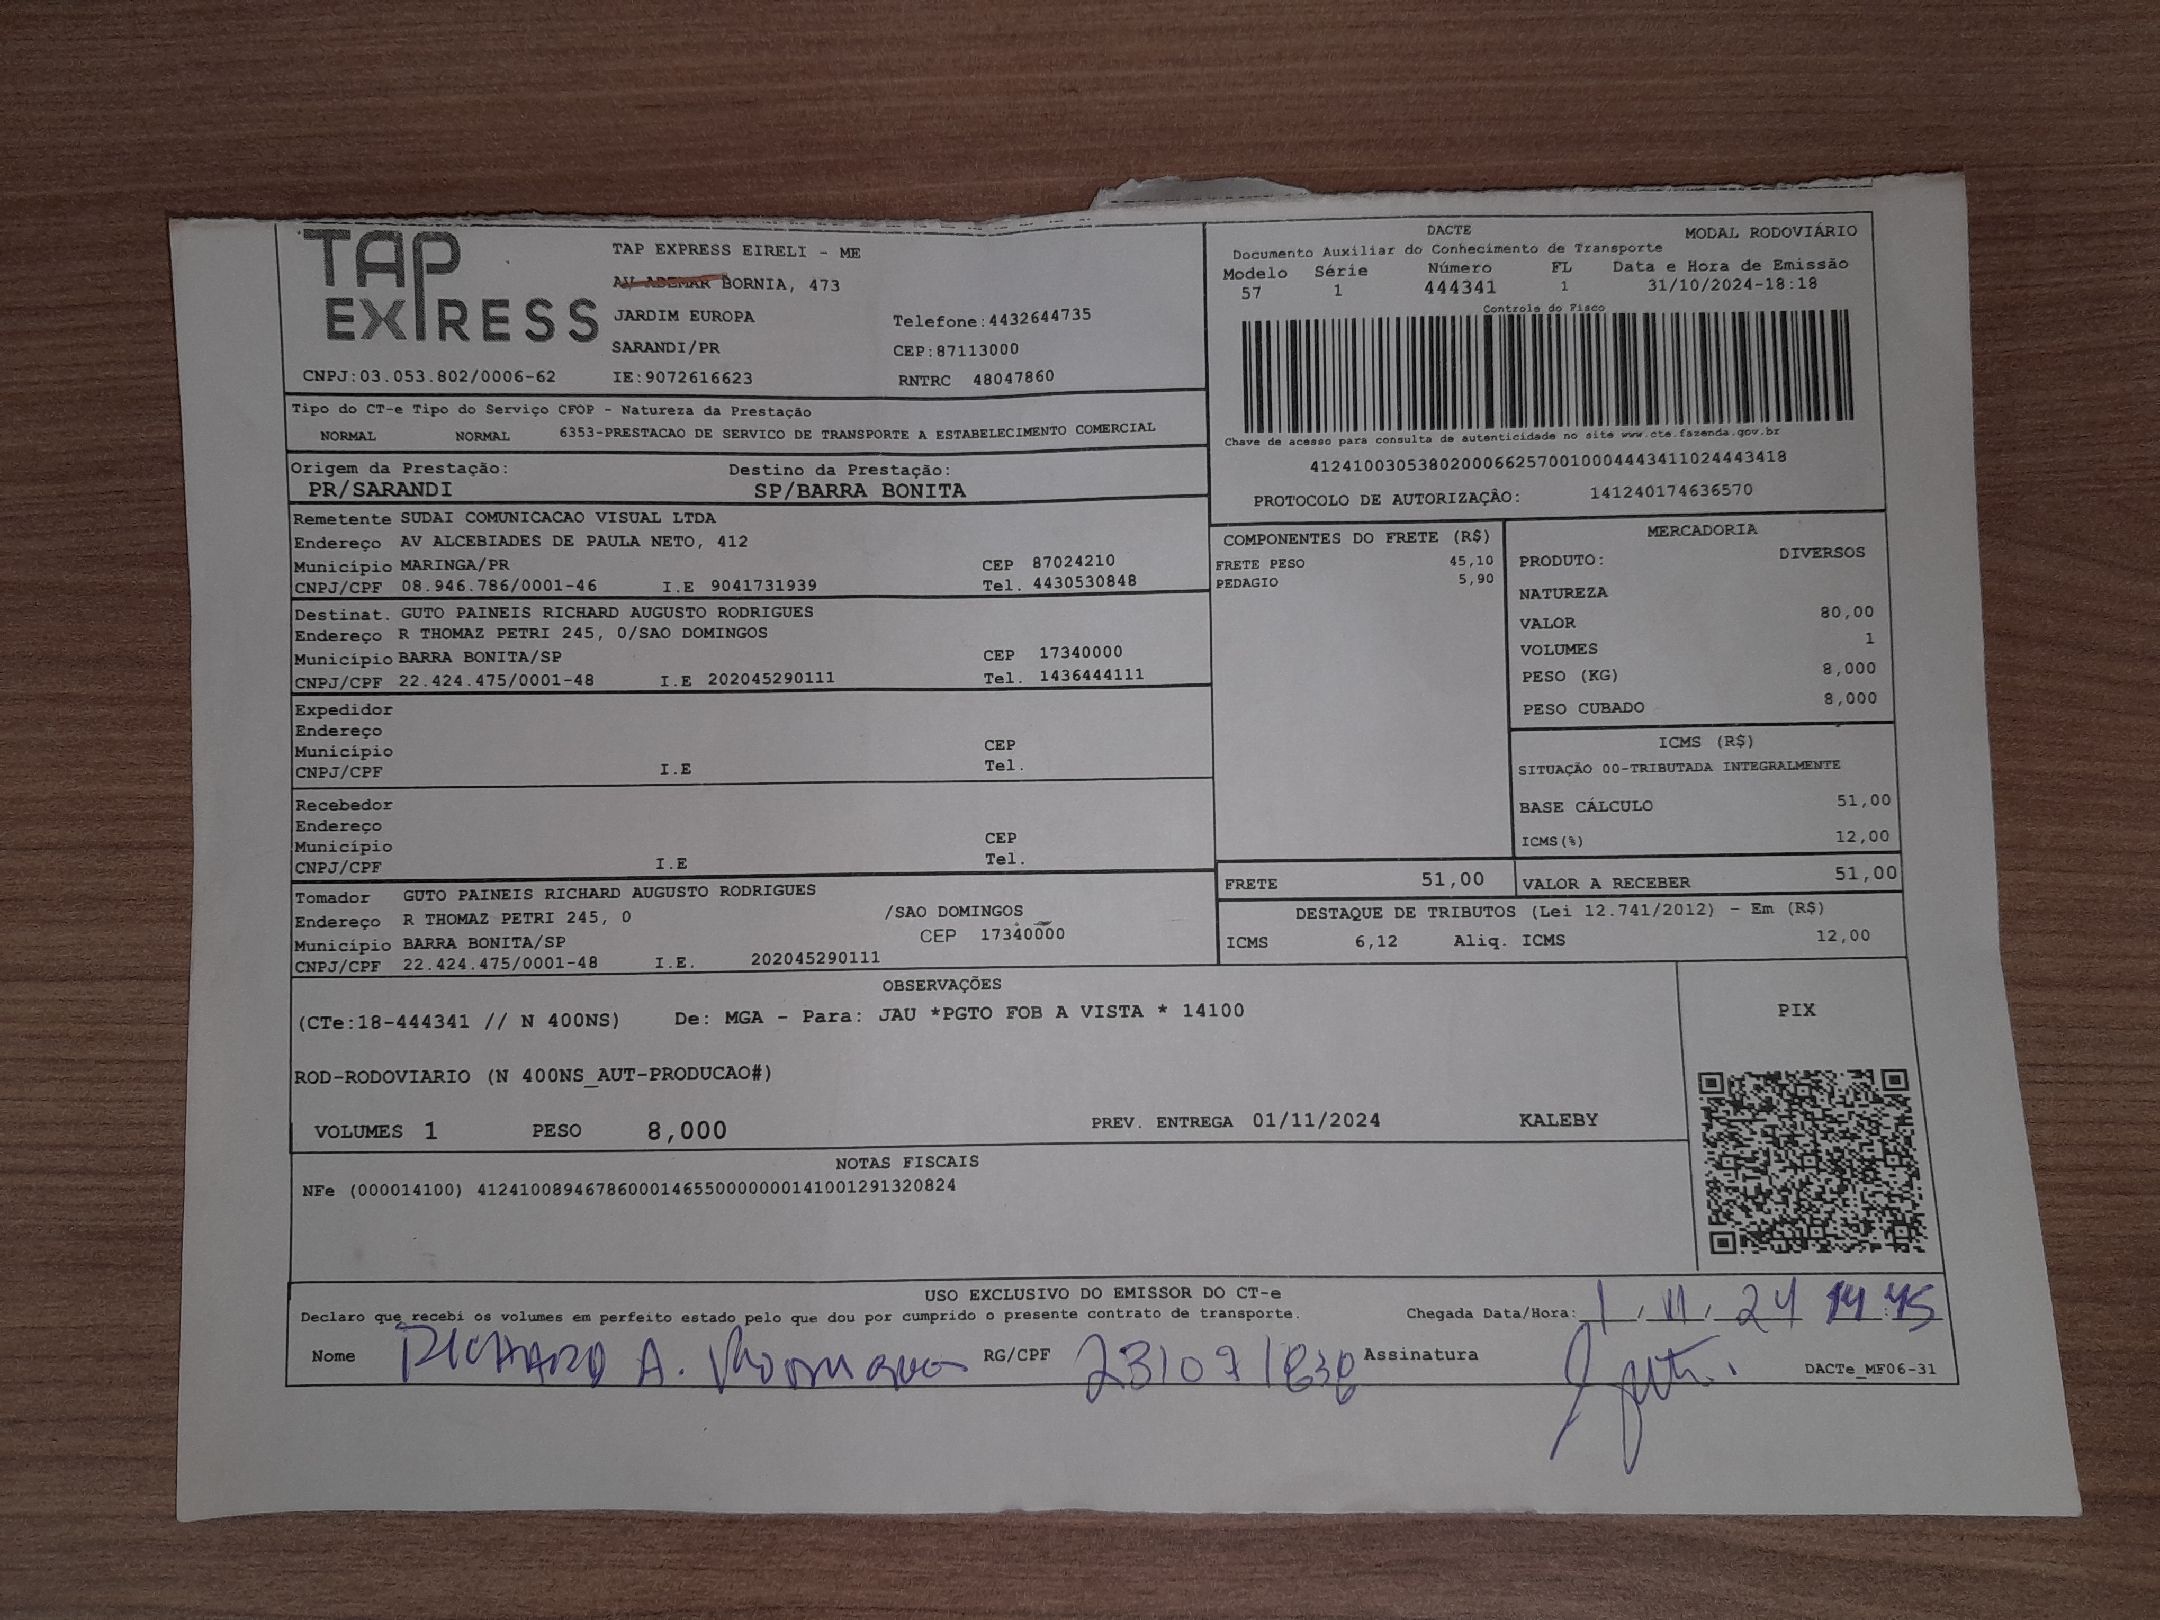 TAP EXPRESS
TAP EXPRESS EIRELI - ME
AV ADEMAR BORNIA, 473
JARDIM EUROPA Telefone:4432644735
SARANDI/PR CEP:87113000
CNPJ:03.053.802/0006-62 IE:9072616623 RNTRC 48047860
DACTE MODAL RODOVIÁRIO
Documento Auxiliar do Conhecimento de Transporte
Modelo Série Número FL Data e Hora de Emissão
57 1 444341 1 31/10/2024-18:18
Controle do Fisco
Chave de acesso para consulta de autenticidade no site www.cte.fazenda.gov.br
41241003053802000662570010004443411024443418
PROTOCOLO DE AUTORIZAÇÃO: 141240174636570
Tipo do CT-e Tipo do Serviço CFOP - Natureza da Prestação
NORMAL NORMAL 6353-PRESTACAO DE SERVICO DE TRANSPORTE A ESTABELECIMENTO COMERCIAL
Origem da Prestação: Destino da Prestação:
PR/SARANDI SP/BARRA BONITA
Remetente SUDAI COMUNICACAO VISUAL LTDA
Endereço AV ALCEBIADES DE PAULA NETO, 412
Município MARINGA/PR CEP 87024210
CNPJ/CPF 08.946.786/0001-46 I.E 9041731939 Tel. 4430530848
Destinat. GUTO PAINEIS RICHARD AUGUSTO RODRIGUES
Endereço R THOMAZ PETRI 245, 0/SAO DOMINGOS
Município BARRA BONITA/SP CEP 17340000
CNPJ/CPF 22.424.475/0001-48 I.E 202045290111 Tel. 1436444111
Expedidor
Endereço
Município CEP
CNPJ/CPF I.E Tel.
Recebedor
Endereço
Município CEP
CNPJ/CPF I.E Tel.
Tomador GUTO PAINEIS RICHARD AUGUSTO RODRIGUES
Endereço R THOMAZ PETRI 245, 0 /SAO DOMINGOS
Município BARRA BONITA/SP CEP 17340000
CNPJ/CPF 22.424.475/0001-48 I.E. 202045290111
COMPONENTES DO FRETE (R$)
FRETE PESO 45,10
PEDAGIO 5,90
MERCADORIA
PRODUTO: DIVERSOS
NATUREZA
VALOR 80,00
VOLUMES 1
PESO (KG) 8,000
PESO CUBADO 8,000
ICMS (R$)
SITUAÇÃO 00-TRIBUTADA INTEGRALMENTE
BASE CÁLCULO 51,00
ICMS(%) 12,00
FRETE 51,00 VALOR A RECEBER 51,00
DESTAQUE DE TRIBUTOS (Lei 12.741/2012) - Em (R$)
ICMS 6,12 Aliq. ICMS 12,00
OBSERVAÇÕES
(CTe:18-444341 // N 400NS) De: MGA - Para: JAU *PGTO FOB A VISTA * 14100
ROD-RODOVIARIO (N 400NS_AUT-PRODUCAO#)
VOLUMES 1 PESO 8,000 PREV. ENTREGA 01/11/2024 KALEBY
PIX
NOTAS FISCAIS
NFe (000014100) 41241008946786000146550000000141001291320824
USO EXCLUSIVO DO EMISSOR DO CT-e
Declaro que recebi os volumes em perfeito estado pelo que dou por cumprido o presente contrato de transporte. Chegada Data/Hora: 1 / 11 / 24 14:45
Nome RICHARD A. Rodrigues RG/CPF Assinatura
DACTe_MF06-31